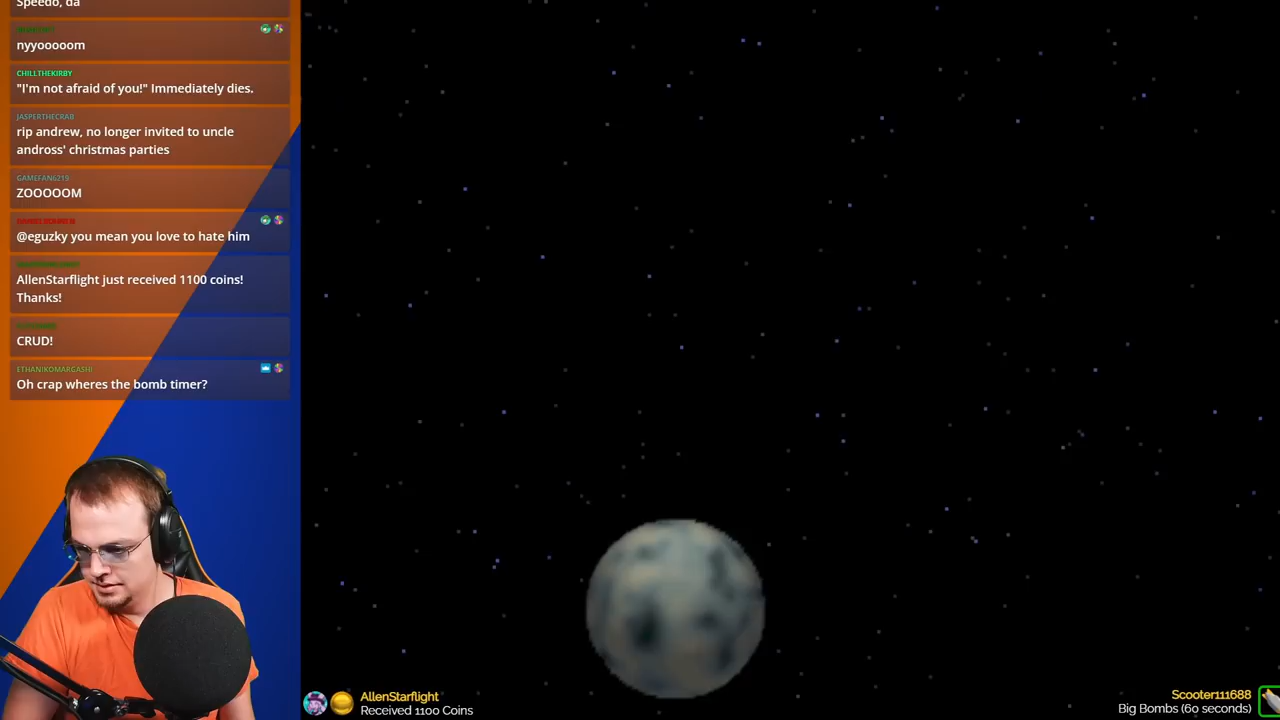 Speedo, da
nyyooooom
CHILLTHEKIRBY
"I'm not afraid of you!" Immediately dies.
JASPERTHECRAB
rip andrew, no longer invited to uncle
andross' christmas parties
GAMEFAN6219
ZOOOOOM
@eguzky you mean you love to hate him
AllenStarflight just received 1100 coins!
Thanks!
CRUD!
ETHANIKOMARGASHI
Oh crap wheres the bomb timer?
AllenStarflight
Received 1100 Coins
Scooter111688
Big Bombs (60 seconds)